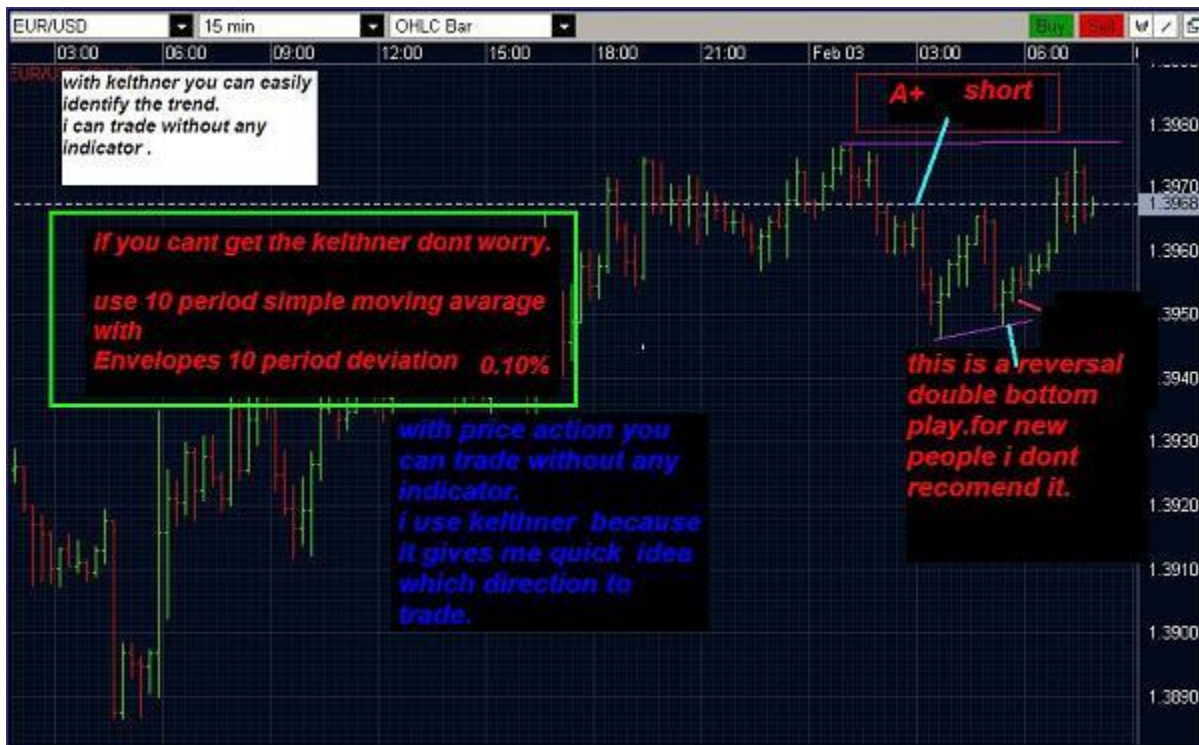 EUR/USD
15 min
OHLC Bar
Buy
Sell
03:00
06:00
09:00
12:00
15:00
18:00
21:00
Feb 03
03:00
06:00
with kelthner you can easily
identify the trend.
i can trade without any
indicator .
A+ short
if you cant get the kelthner dont worry.
use 10 period simple moving avarage
with
Envelopes 10 period deviation 0.10%
with price action you
can trade without any
indicator.
i use kelthner because
it gives me quick idea
which direction to
trade.
this is a reversal
double bottom
play.for new
people i dont
recomend it.
1.3980
1.3970
1.3968
1.3960
1.3950
1.3940
1.3930
1.3920
1.3910
1.3900
1.3890